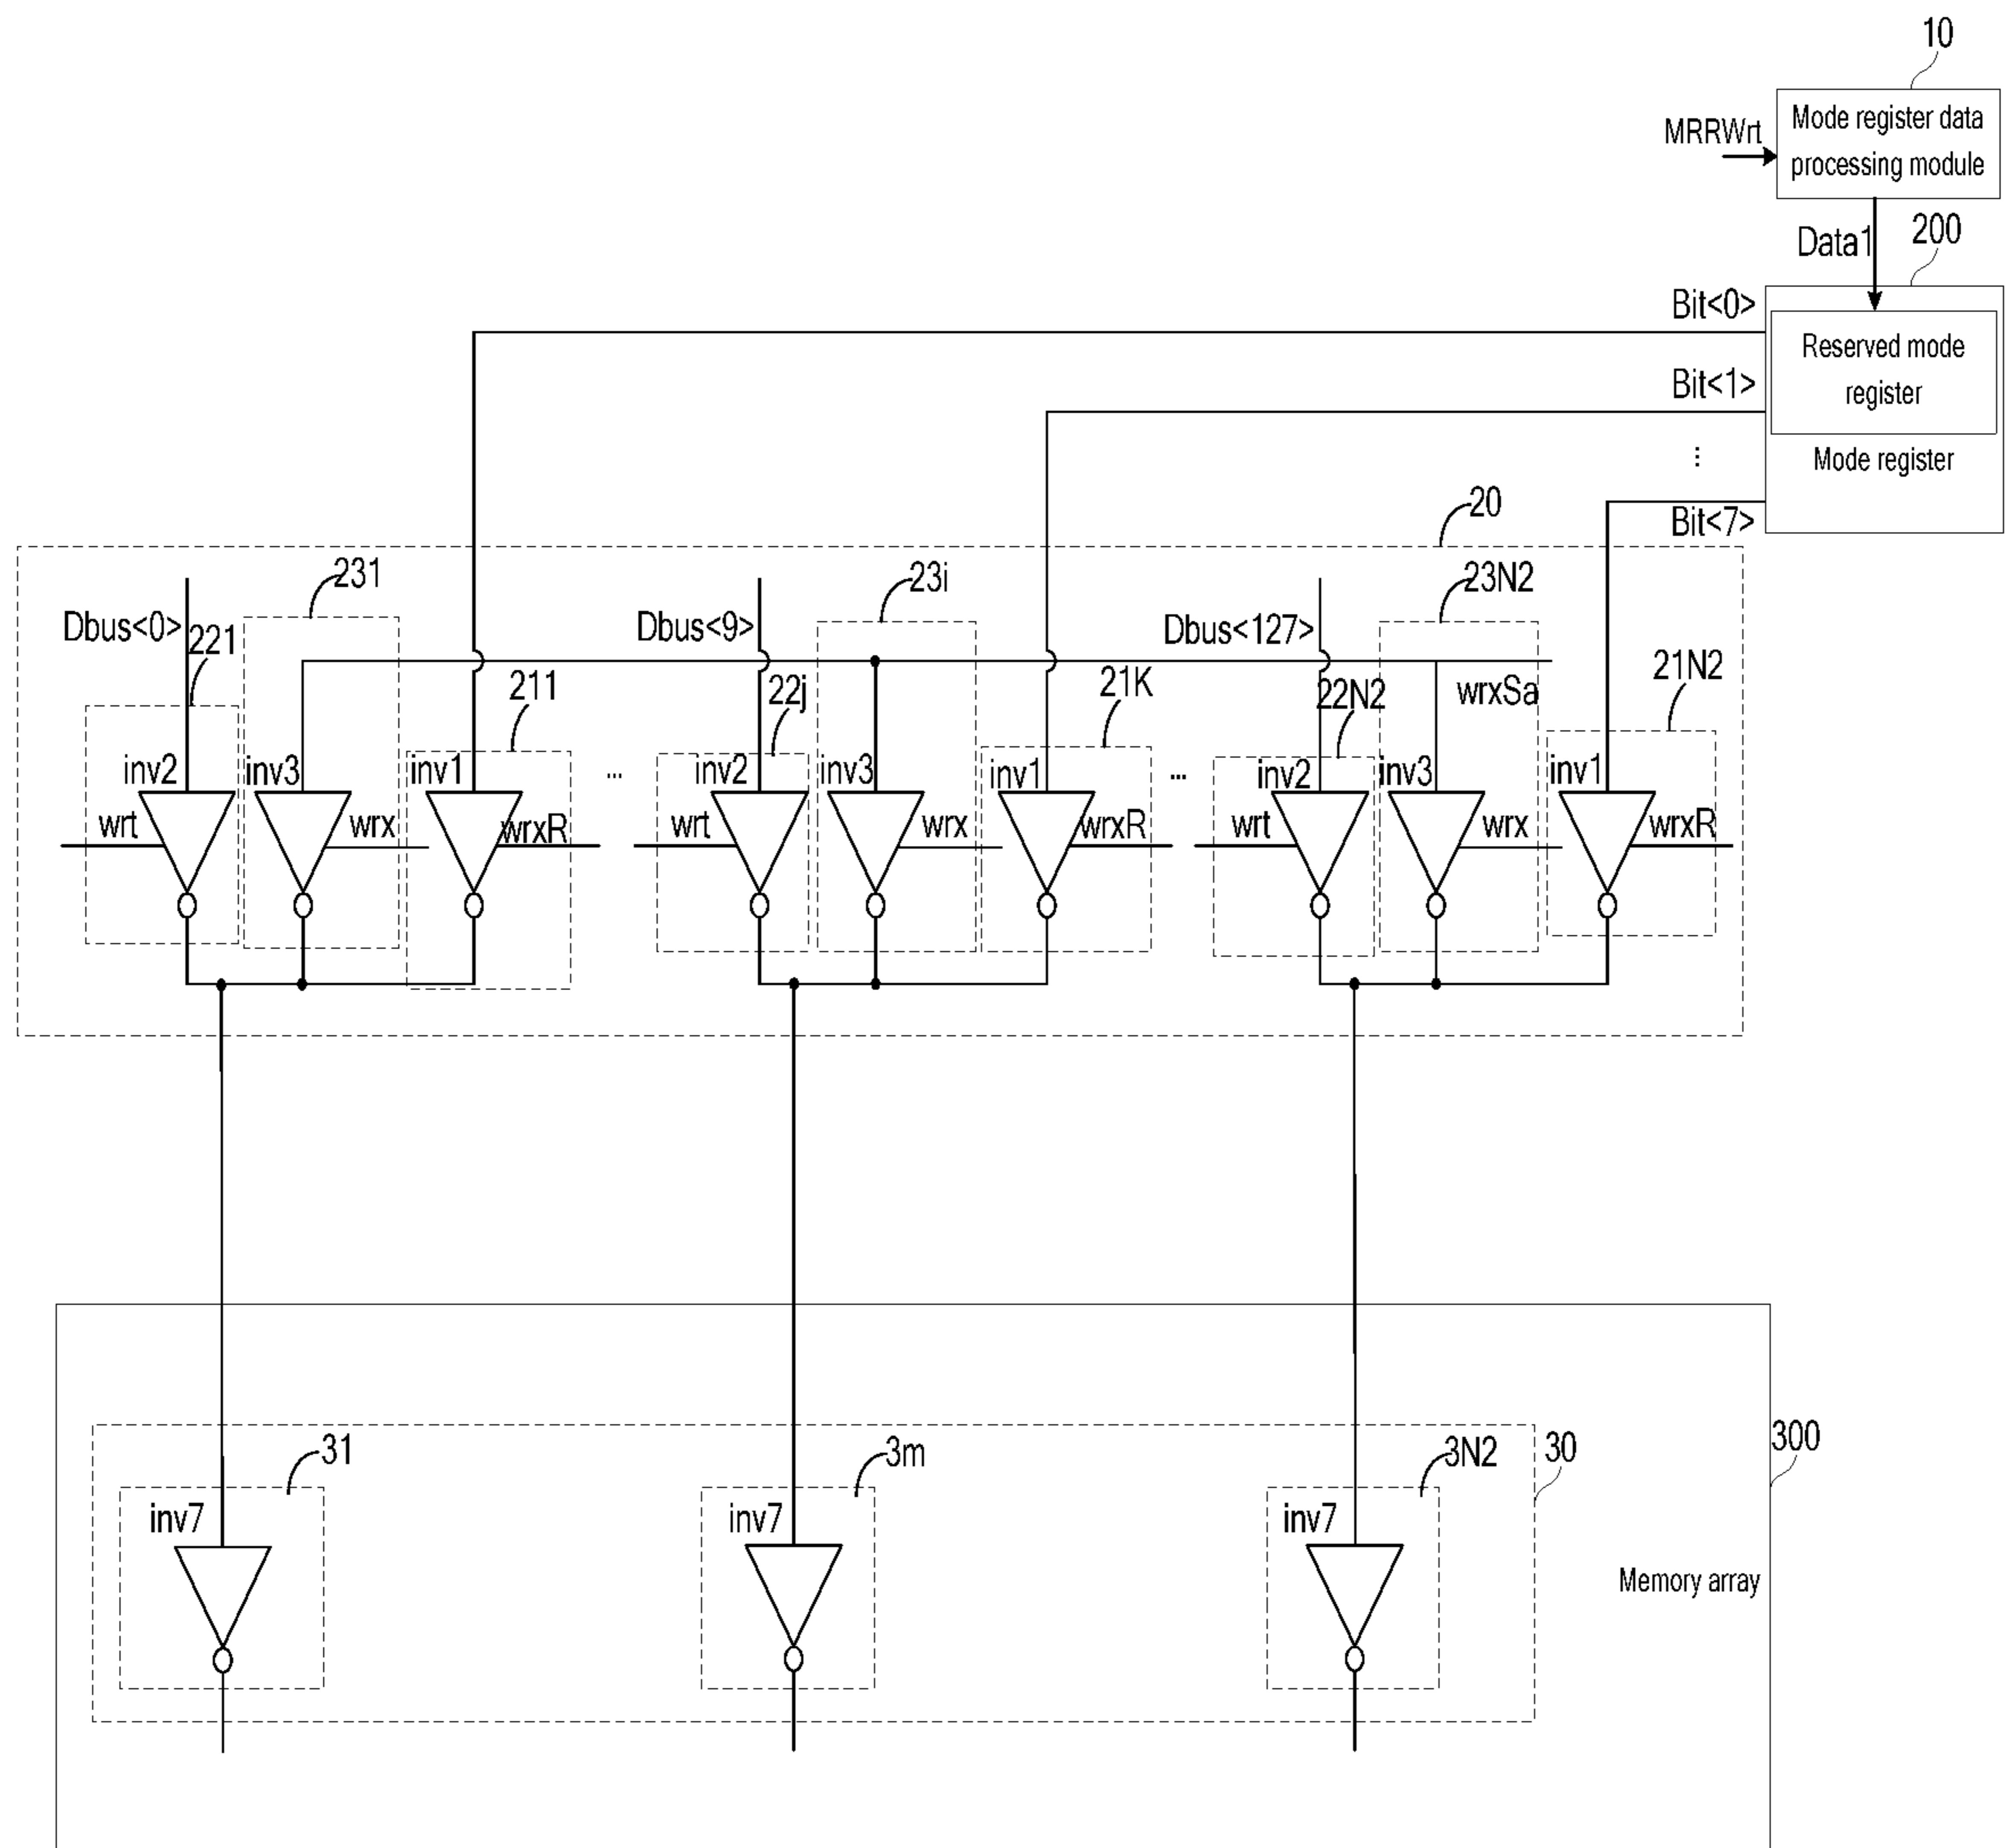 10
MRRWrt
Mode register data
processing module
Data1
200
Bit<0>
Reserved mode
register
Bit<1>
⋮
Mode register
Bit<7>
20
231
23i
23N2
Dbus<0>
221
Dbus<9>
Dbus<127>
211
22j
21K
22N2
wrxSa
21N2
inv2
inv3
inv1
...
inv2
inv3
inv1
...
inv2
inv3
inv1
wrt
wrx
wrxR
wrt
wrx
wrxR
wrt
wrx
wrxR
31
3m
3N2
30
300
inv7
inv7
inv7
Memory array